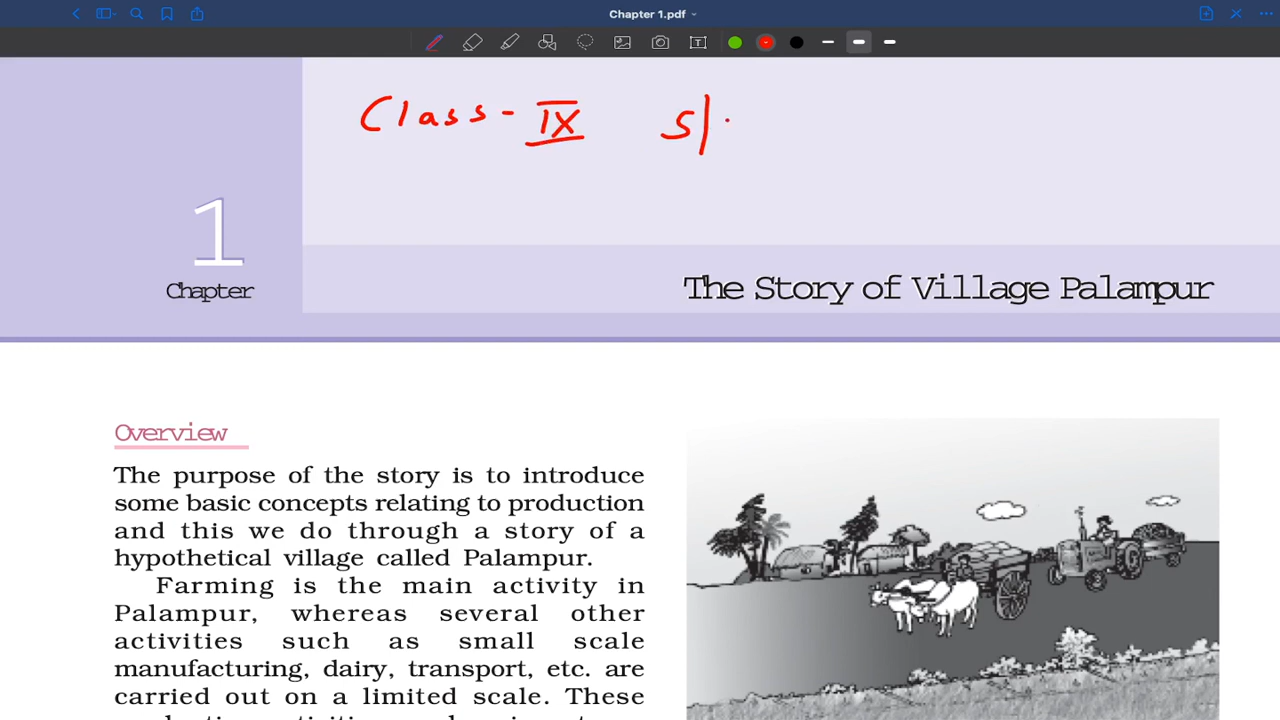 Chapter 1.pdf
T
Class - IX S|
1
Chapter
The Story of Village Palampur
Overview
The purpose of the story is to introduce
some basic concepts relating to production
and this we do through a story of a
hypothetical village called Palampur.
Farming is the main activity in
Palampur, whereas several other
activities such as small scale
manufacturing, dairy, transport, etc. are
carried out on a limited scale. These